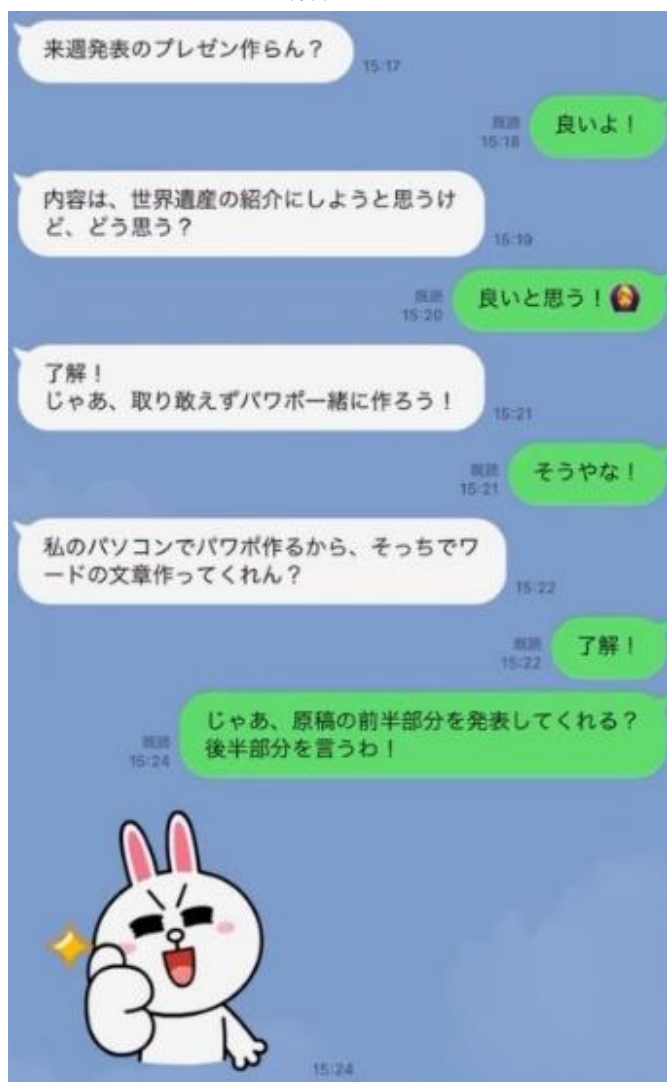 来週発表のプレゼン作らん？
15:17
既読
15:18
良いよ！
内容は、世界遺産の紹介にしようと思うけ
ど、どう思う？
15:19
既読
15:20
良いと思う！🙆
了解！
じゃあ、取り敢えずパワポ一緒に作ろう！
15:21
既読
15:21
そうやな！
私のパソコンでパワポ作るから、そっちでワ
ードの文章作ってくれん？
15:22
既読
15:22
了解！
じゃあ、原稿の前半部分を発表してくれる？
後半部分を言うわ！
既読
15:24
15:24